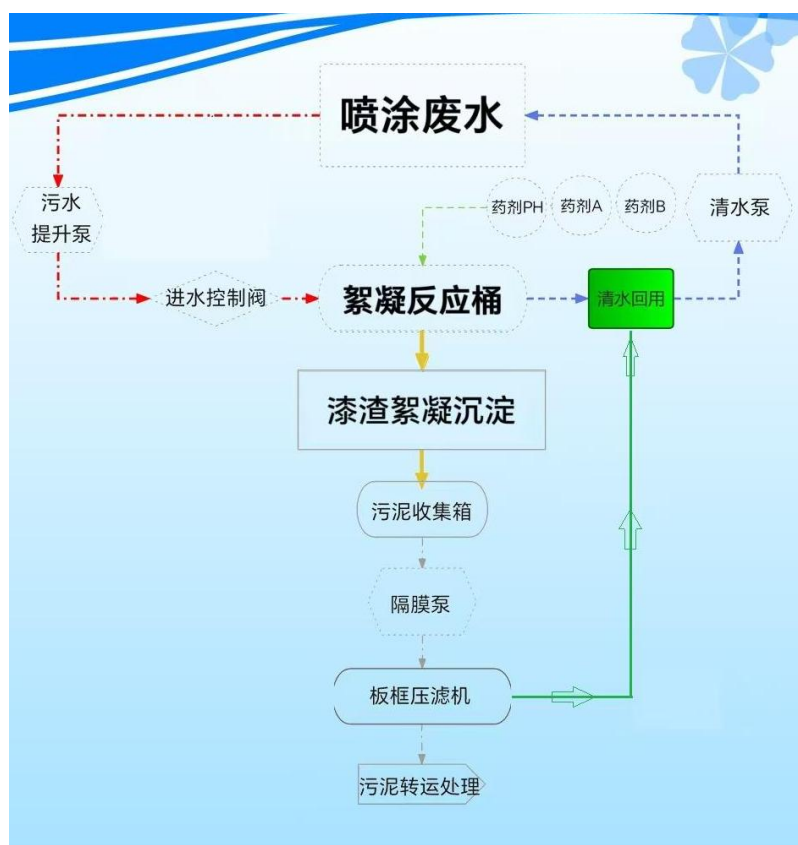 喷涂废水
污水
提升泵
药剂PH
药剂A
药剂B
清水泵
进水控制阀
絮凝反应桶
清水回用
漆渣絮凝沉淀
污泥收集箱
隔膜泵
板框压滤机
污泥转运处理